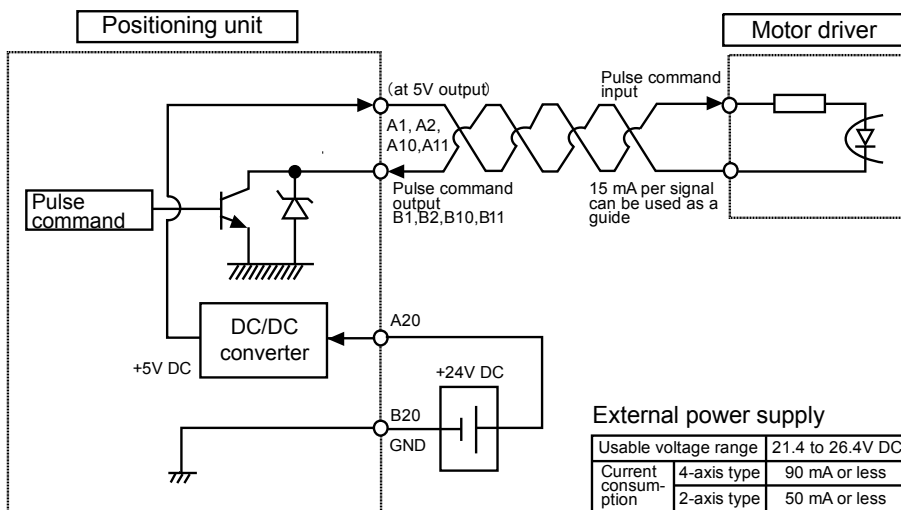 Positioning unit
Motor driver
(at 5V output)
Pulse command
input
A1, A2,
A10,A11
Pulse
command
Pulse command
output
B1,B2,B10,B11
15 mA per signal
can be used as a
guide
DC/DC
converter
A20
+5V DC
+24V DC
B20
GND
External power supply
Usable voltage range 21.4 to 26.4V DC
Current
consum-
ption
4-axis type 90 mA or less
2-axis type 50 mA or less